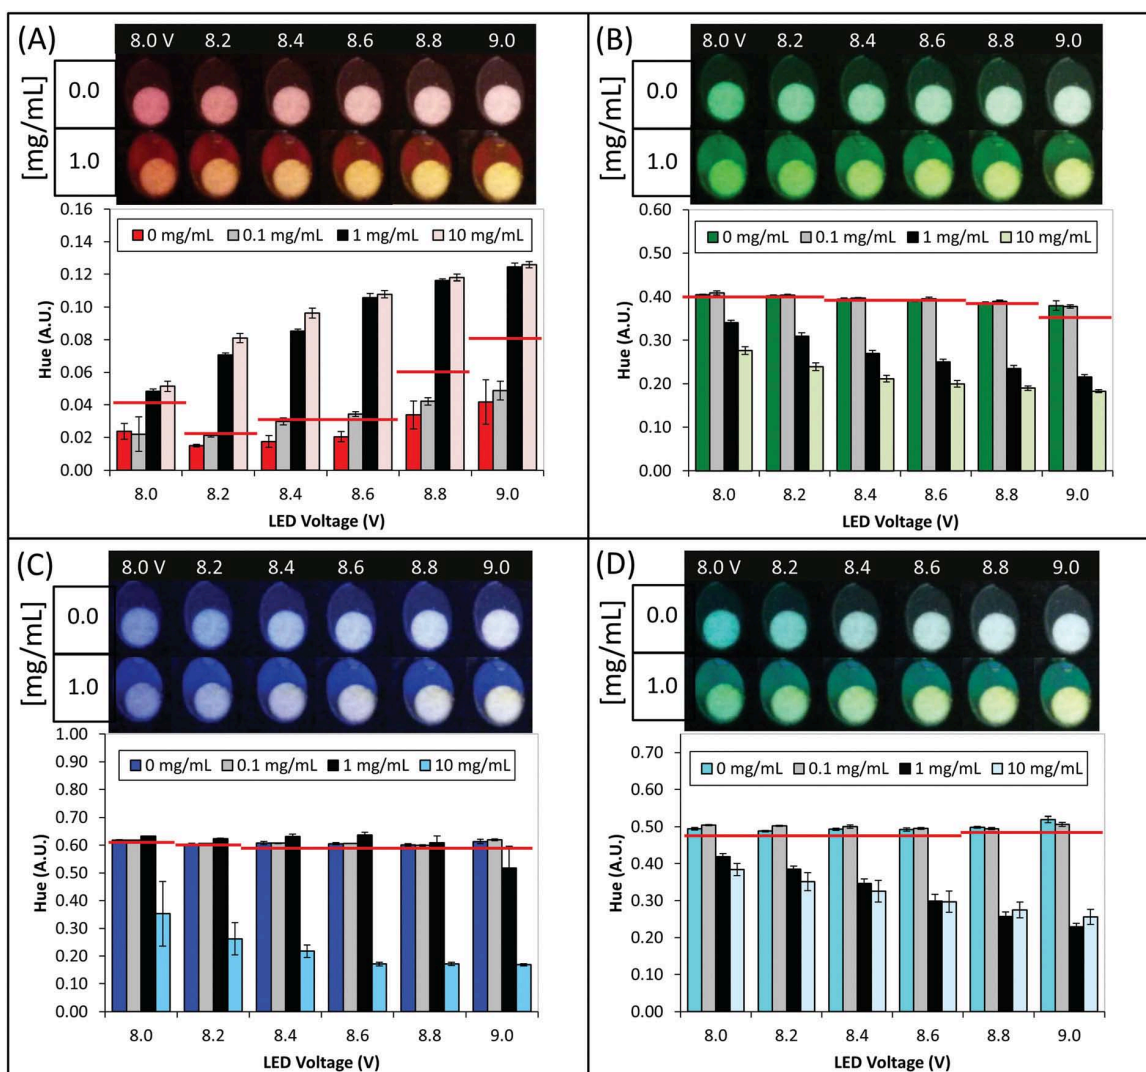 (A)
8.0 V 8.2 8.4 8.6 8.8 9.0
[mg/mL]
0.0
1.0
0.16
0.14
0.12
0.10
0.08
0.06
0.04
0.02
0.00
Hue (A.U.)
0 mg/mL 0.1 mg/mL 1 mg/mL 10 mg/mL
8.0 8.2 8.4 8.6 8.8 9.0
LED Voltage (V)
(B)
8.0 V 8.2 8.4 8.6 8.8 9.0
[mg/mL]
0.0
1.0
0.60
0.50
0.40
0.30
0.20
0.10
0.00
Hue (A.U.)
0 mg/mL 0.1 mg/mL 1 mg/mL 10 mg/mL
8.0 8.2 8.4 8.6 8.8 9.0
LED Voltage (V)
(C)
8.0 V 8.2 8.4 8.6 8.8 9.0
[mg/mL]
0.0
1.0
1.00
0.90
0.80
0.70
0.60
0.50
0.40
0.30
0.20
0.10
0.00
Hue (A.U.)
0 mg/mL 0.1 mg/mL 1 mg/mL 10 mg/mL
8.0 8.2 8.4 8.6 8.8 9.0
LED Voltage (V)
(D)
8.0 V 8.2 8.4 8.6 8.8 9.0
[mg/mL]
0.0
1.0
0.70
0.60
0.50
0.40
0.30
0.20
0.10
0.00
Hue (A.U.)
0 mg/mL 0.1 mg/mL 1 mg/mL 10 mg/mL
8.0 8.2 8.4 8.6 8.8 9.0
LED Voltage (V)